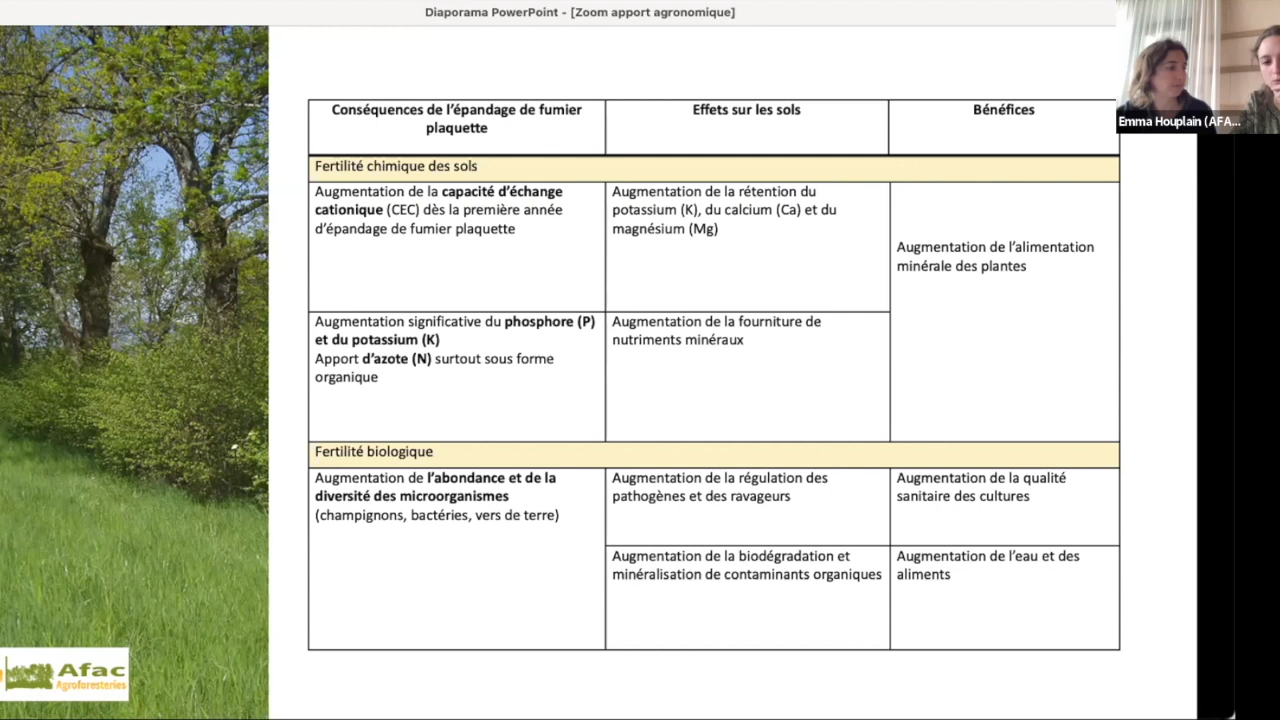 Diaporama PowerPoint - [Zoom apport agronomique]
Emma Houplain (AFA...
Conséquences de l'épandage de fumier
plaquette
Effets sur les sols
Bénéfices
Fertilité chimique des sols
Augmentation de la capacité d'échange
cationique (CEC) dès la première année
d'épandage de fumier plaquette
Augmentation de la rétention du
potassium (K), du calcium (Ca) et du
magnésium (Mg)
Augmentation de l'alimentation
minérale des plantes
Augmentation significative du phosphore (P)
et du potassium (K)
Apport d'azote (N) surtout sous forme
organique
Augmentation de la fourniture de
nutriments minéraux
Fertilité biologique
Augmentation de l'abondance et de la
diversité des microorganismes
(champignons, bactéries, vers de terre)
Augmentation de la régulation des
pathogènes et des ravageurs
Augmentation de la qualité
sanitaire des cultures
Augmentation de la biodégradation et
minéralisation de contaminants organiques
Augmentation de l'eau et des
aliments
Afac
Agroforesteries